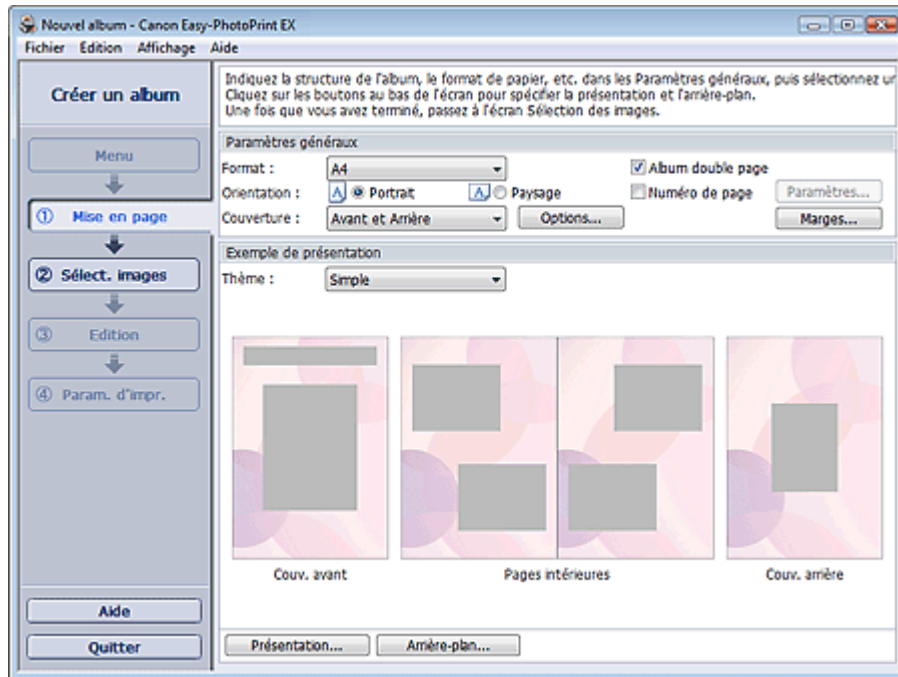 Nouvel album - Canon Easy-PhotoPrint EX
Fichier Édition Affichage Aide
Créer un album
Menu
① Mise en page
② Sélect. images
③ Edition
④ Param. d'impr.
Aide
Quitter
Indiquez la structure de l'album, le format de papier, etc. dans les Paramètres généraux, puis sélectionnez
Cliquez sur les boutons au bas de l'écran pour spécifier la présentation et l'arrière-plan.
Une fois que vous avez terminé, passez à l'écran Sélection des images.
Paramètres généraux
Format : A4 Album double page
Orientation : A Portrait A Paysage Numéro de page Paramètres...
Couverture : Avant et Arrière Options... Marges...
Exemple de présentation
Thème : Simple
Couv. avant Pages intérieures Couv. arrière
Présentation... Arrière-plan...